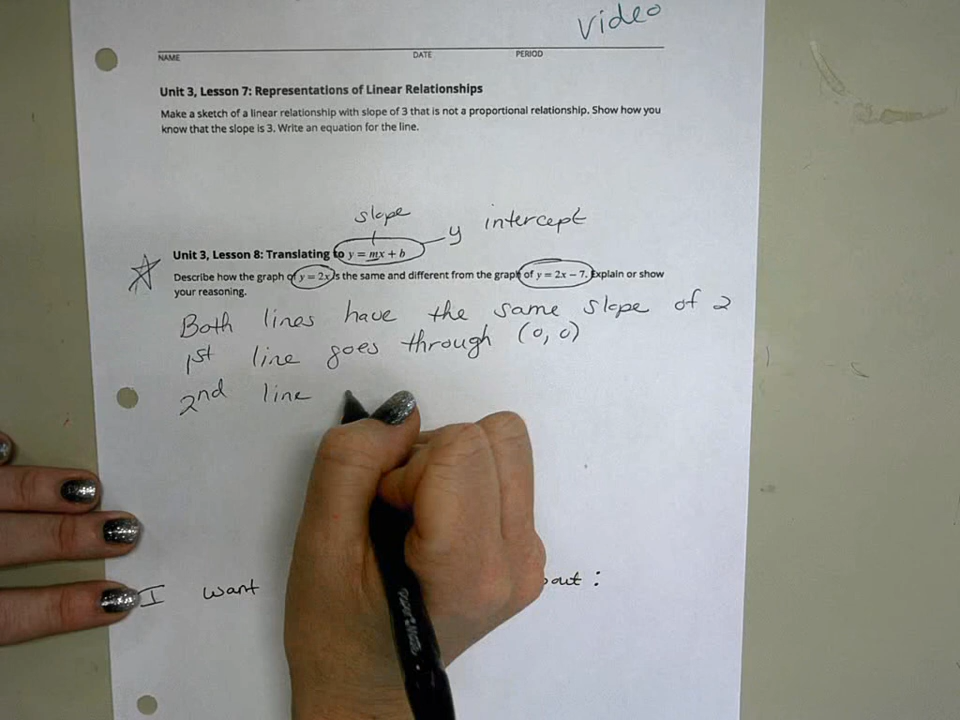 video
NAME DATE PERIOD
Unit 3, Lesson 7: Representations of Linear Relationships
Make a sketch of a linear relationship with slope of 3 that is not a proportional relationship. Show how you
know that the slope is 3. Write an equation for the line.
slope
y intercept
Unit 3, Lesson 8: Translating to y = mx + b
Describe how the graph of y = 2x is the same and different from the graph of y = 2x − 7. Explain or show
your reasoning.
Both lines have the same slope of 2
1st line goes through (0, 0)
2nd line
I want out :